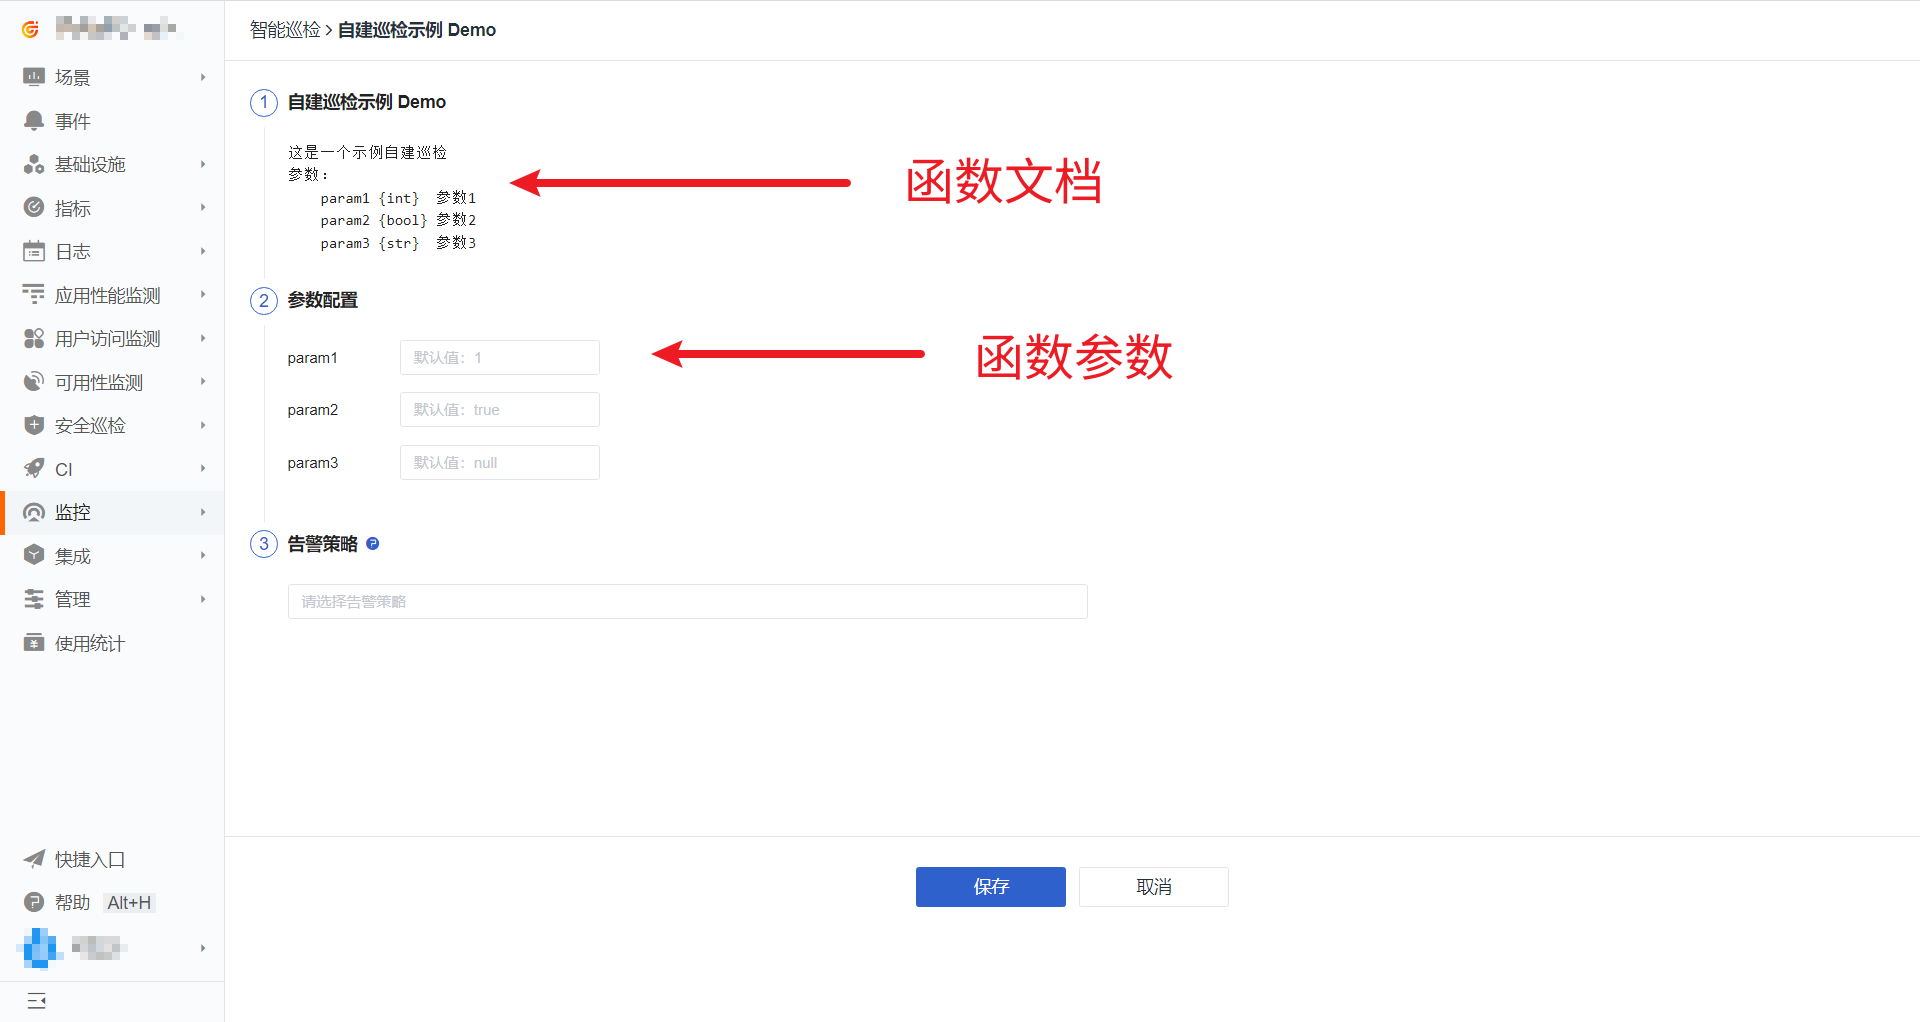 场景
事件
基础设施
指标
日志
应用性能监测
用户访问监测
可用性监测
安全巡检
CI
监控
集成
管理
使用统计
快捷入口
帮助 Alt+H
智能巡检 > 自建巡检示例 Demo
1 自建巡检示例 Demo
这是一个示例自建巡检
参数：
param1 {int} 参数1
param2 {bool} 参数2
param3 {str} 参数3
函数文档
2 参数配置
param1 默认值：1
param2 默认值：true
param3 默认值：null
函数参数
3 告警策略
请选择告警策略
保存 取消